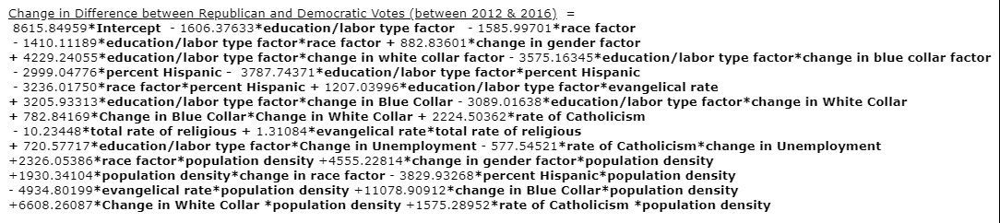 Change in Difference between Republican and Democratic Votes (between 2012 & 2016) =
8615.84959*Intercept - 1606.37633*education/labor type factor - 1585.99701*race factor
- 1410.11189*education/labor type factor*race factor + 882.83601*change in gender factor
+ 4229.24055*education/labor type factor*change in white collar factor - 3575.16345*education/labor type factor*change in blue collar factor
- 2999.04776*percent Hispanic - 3787.74371*education/labor type factor*percent Hispanic
- 3236.01750*race factor*percent Hispanic + 1207.03996*education/labor type factor*evangelical rate
+ 3205.93313*education/labor type factor*change in Blue Collar - 3089.01638*education/labor type factor*change in White Collar
+ 782.84169*Change in Blue Collar*Change in White Collar + 2224.50362*rate of Catholicism
- 10.23448*total rate of religious + 1.31084*evangelical rate*total rate of religious
+ 720.57717*education/labor type factor*Change in Unemployment - 577.54521*rate of Catholicism*change in Unemployment
+2326.05386*race factor*population density +4555.22814*change in gender factor*population density
+1930.34104*population density*change in race factor - 3829.93268*percent Hispanic*population density
- 4934.80199*evangelical rate*population density +11078.90912*change in Blue Collar*population density
+6608.26087*Change in White Collar *population density +1575.28952*rate of Catholicism *population density